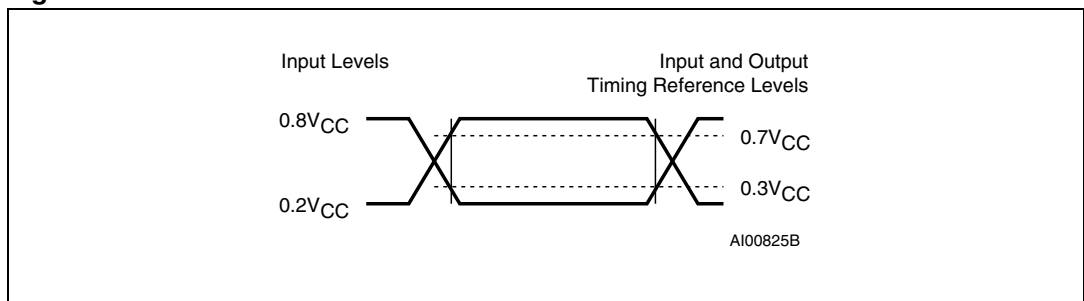 Input Levels
Input and Output
Timing Reference Levels
0.8VCC
0.7VCC
0.3VCC
0.2VCC
AI00825B